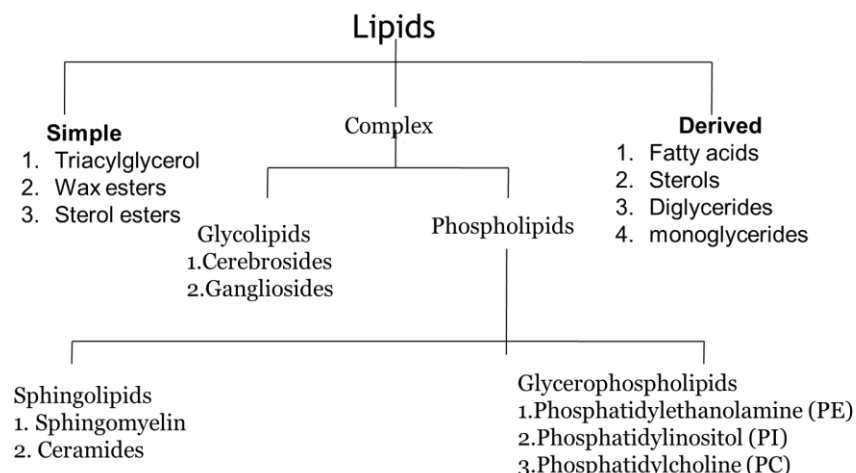 Lipids
Simple
1. Triacylglycerol
2. Wax esters
3. Sterol esters
Complex
Derived
1. Fatty acids
2. Sterols
3. Diglycerides
4. monoglycerides
Glycolipids
1.Cerebrosides
2.Gangliosides
Phospholipids
Sphingolipids
1. Sphingomyelin
2. Ceramides
Glycerophospholipids
1.Phosphatidylethanolamine (PE)
2.Phosphatidylinositol (PI)
3.Phosphatidylcholine (PC)